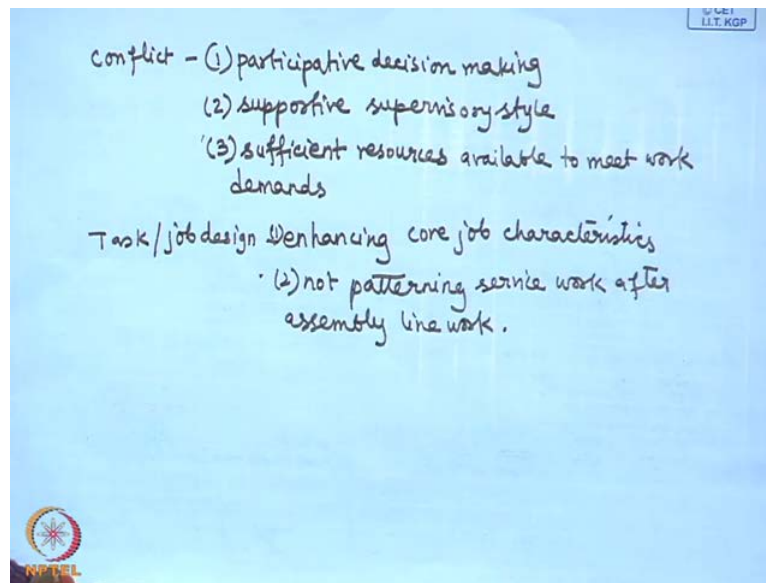 © CET
I.I.T. KGP
conflict - (1) participative decision making
(2) supportive supervisory style
(3) sufficient resources available to meet work
demands
Task/job design (1) enhancing core job characteristics
(2) not patterning service work after
assembly line work.
NPTEL